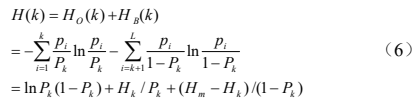 H(k) = H_O(k) + H_B(k)
= -\sum_{i=1}^{k} \frac{p_i}{P_k} \ln \frac{p_i}{P_k} - \sum_{i=k+1}^{L} \frac{p_i}{1-P_k} \ln \frac{p_i}{1-P_k} （6）
= \ln P_k(1-P_k) + H_k / P_k + (H_m - H_k)/(1-P_k)